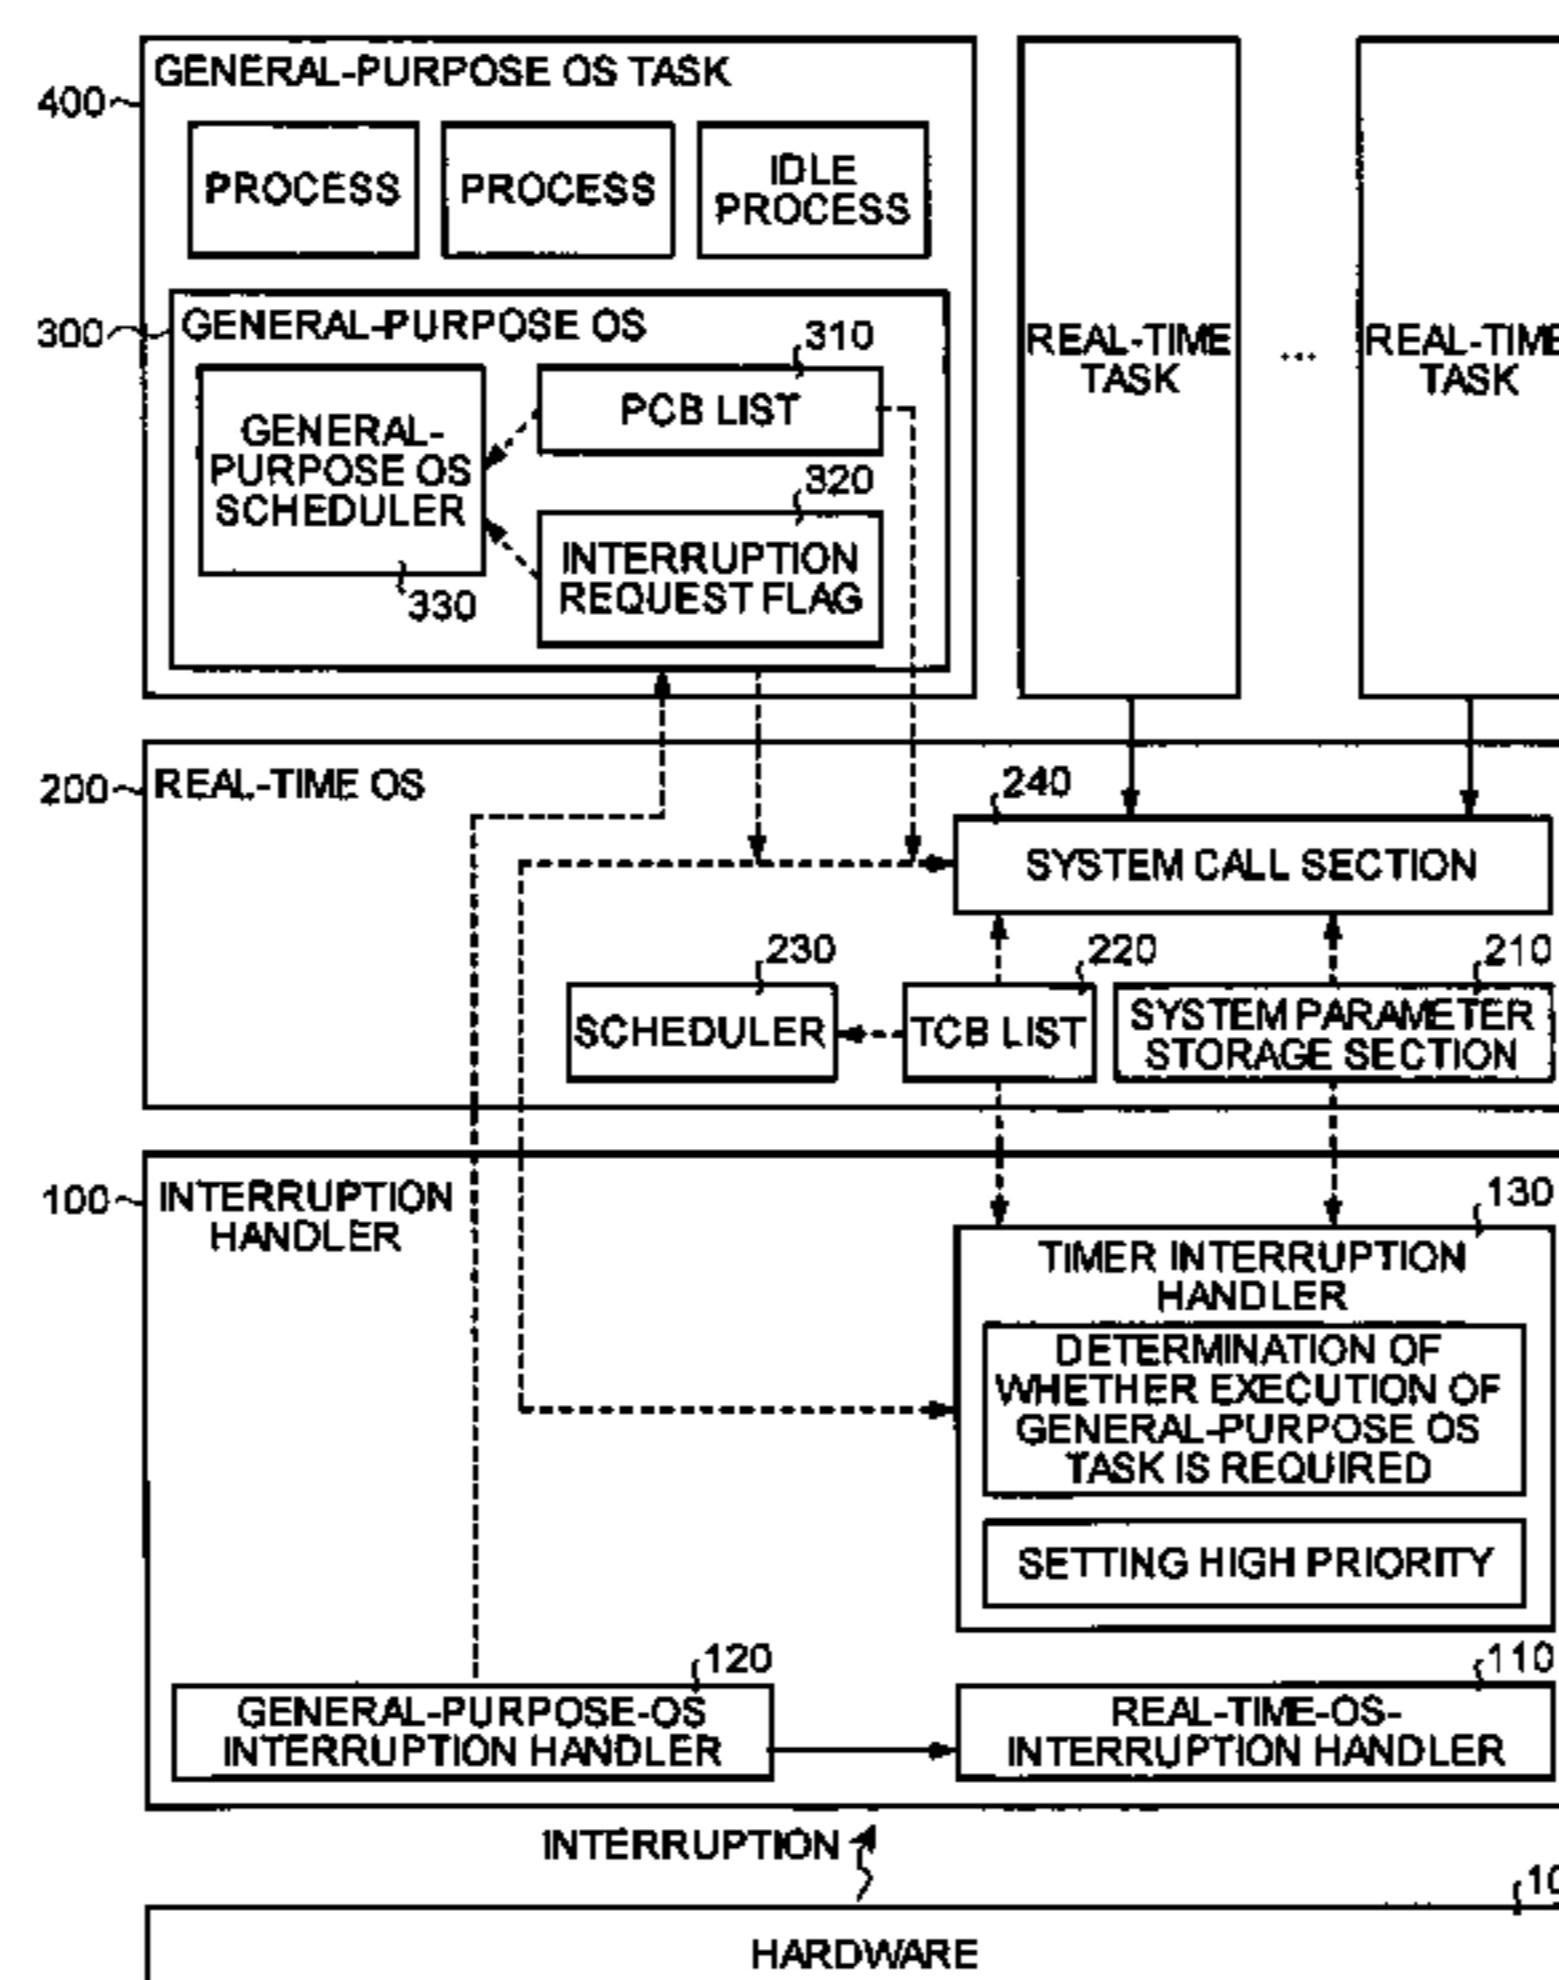 GENERAL-PURPOSE OS TASK
400
PROCESS
PROCESS
IDLE
PROCESS
300
GENERAL-PURPOSE OS
310
PCB LIST
GENERAL-
PURPOSE OS
SCHEDULER
330
320
INTERRUPTION
REQUEST FLAG
REAL-TIME
TASK
...
REAL-TIME
TASK
200
REAL-TIME OS
240
SYSTEM CALL SECTION
230
SCHEDULER
220
TCB LIST
210
SYSTEM PARAMETER
STORAGE SECTION
100
INTERRUPTION
HANDLER
130
TIMER INTERRUPTION
HANDLER
DETERMINATION OF
WHETHER EXECUTION OF
GENERAL-PURPOSE OS
TASK IS REQUIRED
SETTING HIGH PRIORITY
120
GENERAL-PURPOSE-OS
INTERRUPTION HANDLER
110
REAL-TIME-OS-
INTERRUPTION HANDLER
INTERRUPTION
10
HARDWARE